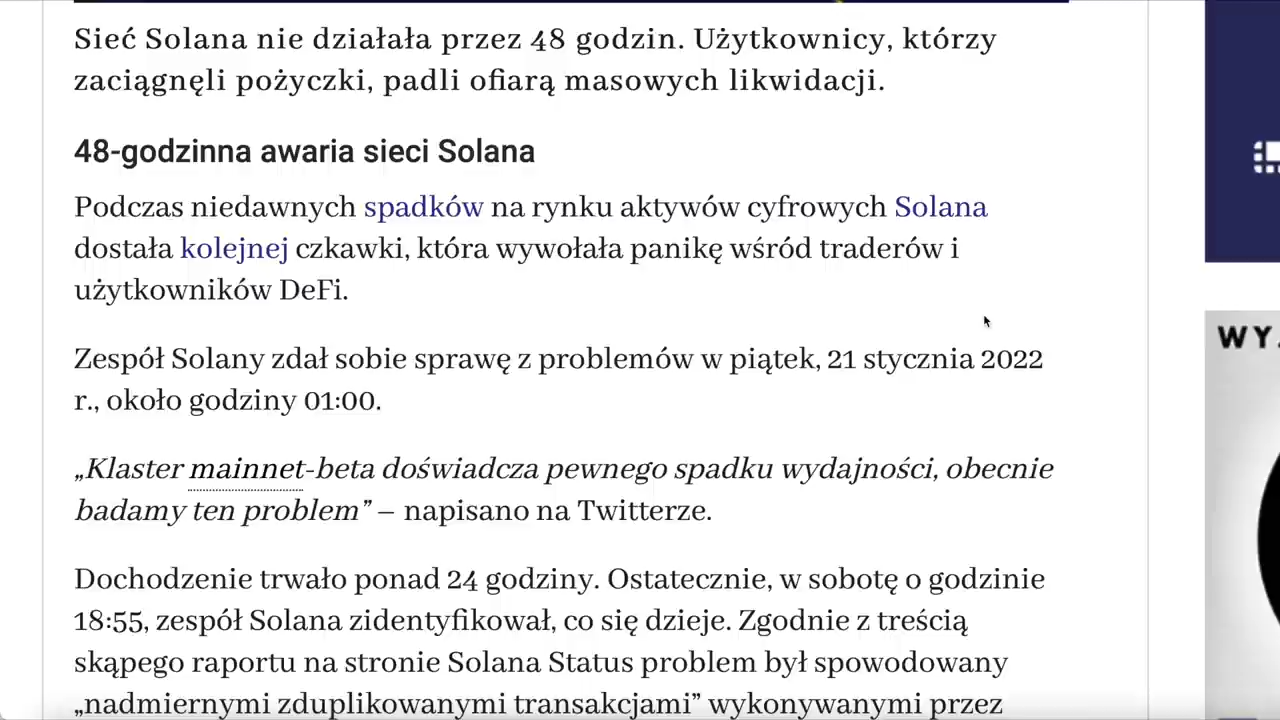 Sieć Solana nie działała przez 48 godzin. Użytkownicy, którzy
zaciągnęli pożyczki, padli ofiarą masowych likwidacji.
48-godzinna awaria sieci Solana
Podczas niedawnych spadków na rynku aktywów cyfrowych Solana
dostała kolejnej czkawki, która wywołała panikę wśród traderów i
użytkowników DeFi.
Zespół Solany zdał sobie sprawę z problemów w piątek, 21 stycznia 2022
r., około godziny 01:00.
„Klaster mainnet-beta doświadcza pewnego spadku wydajności, obecnie
badamy ten problem” – napisano na Twitterze.
Dochodzenie trwało ponad 24 godziny. Ostatecznie, w sobotę o godzinie
18:55, zespół Solana zidentyfikował, co się dzieje. Zgodnie z treścią
skąpego raportu na stronie Solana Status problem był spowodowany
„nadmiernymi zduplikowanymi transakcjami” wykonywanymi przez